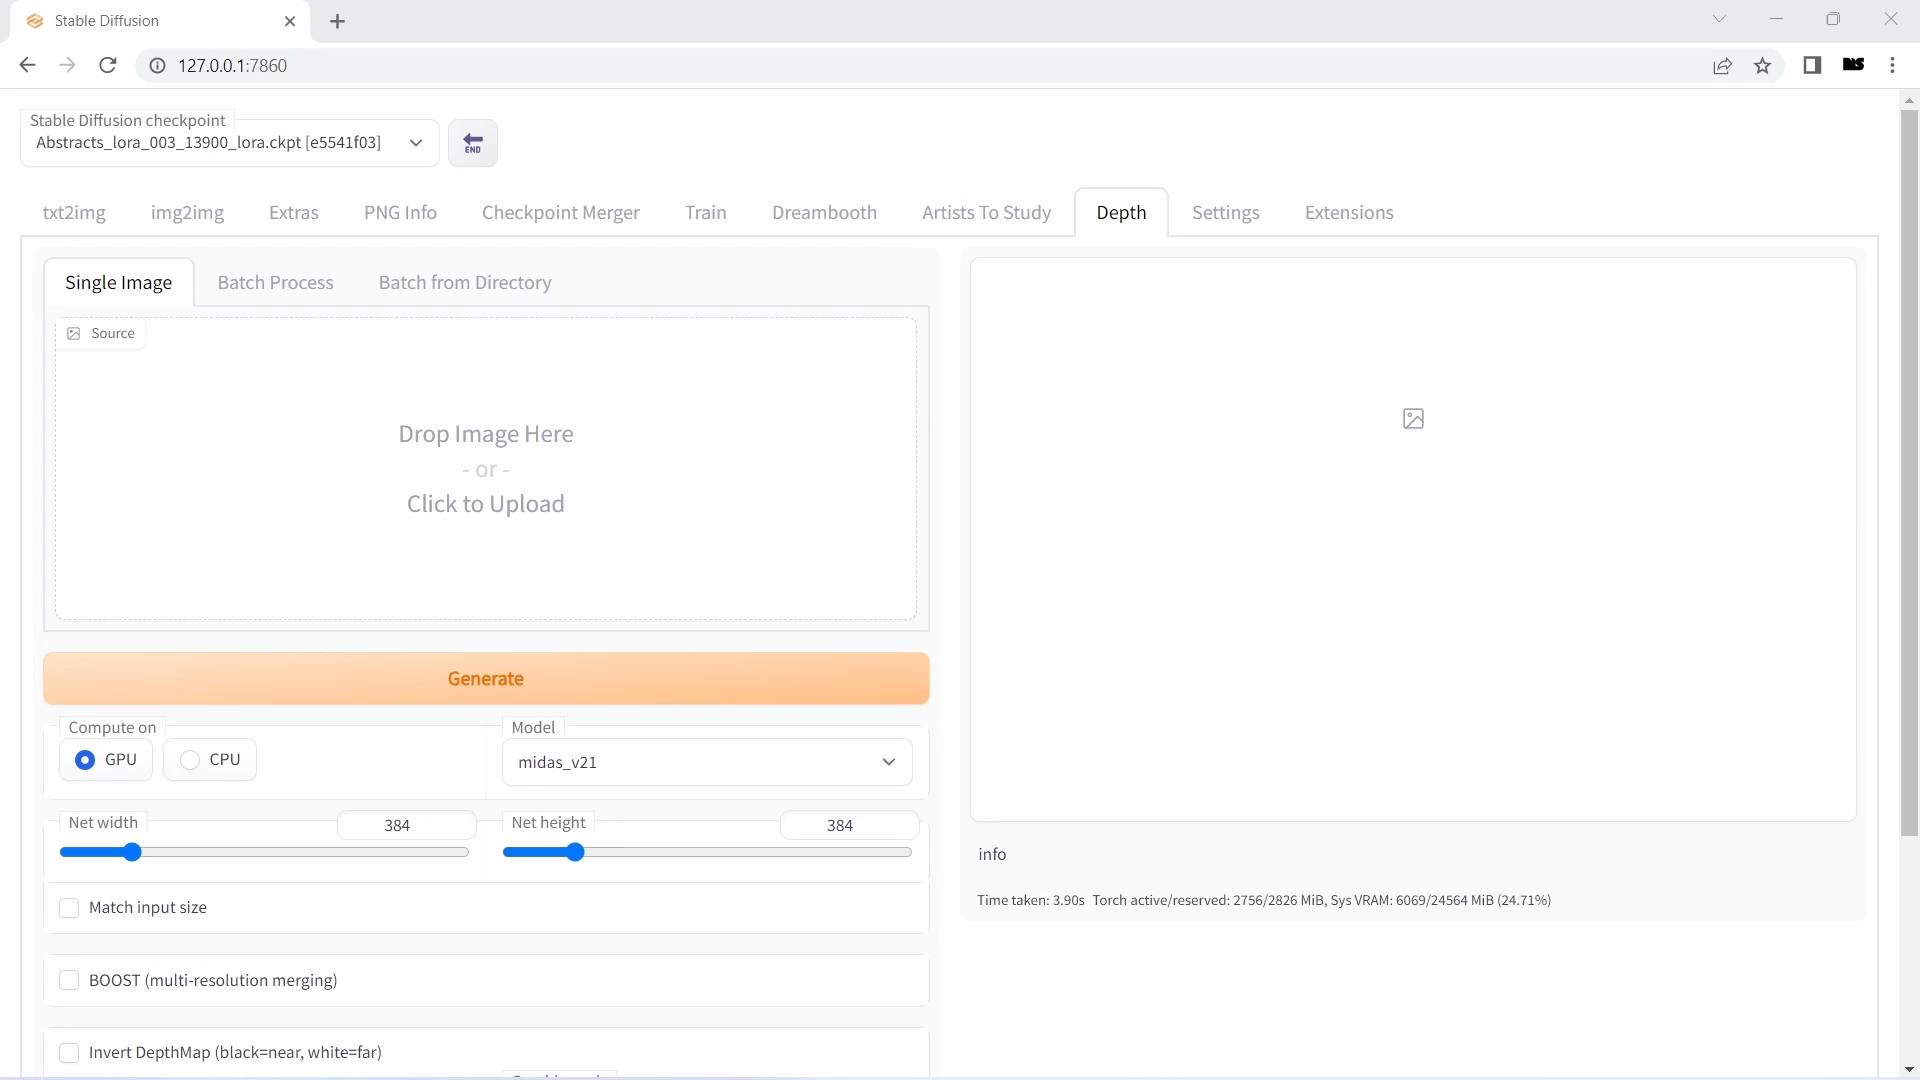 Stable Diffusion
127.0.0.1:7860
Stable Diffusion checkpoint
Abstracts_lora_003_13900_lora.ckpt [e5541f03]
END
txt2img img2img Extras PNG Info Checkpoint Merger Train Dreambooth Artists To Study Depth Settings Extensions
Single Image Batch Process Batch from Directory
Source
Drop Image Here
- or -
Click to Upload
Generate
Compute on
GPU CPU
Model
midas_v21
Net width 384
Net height 384
Match input size
BOOST (multi-resolution merging)
Invert DepthMap (black=near, white=far)
info
Time taken: 3.90s Torch active/reserved: 2756/2826 MiB, Sys VRAM: 6069/24564 MiB (24.71%)